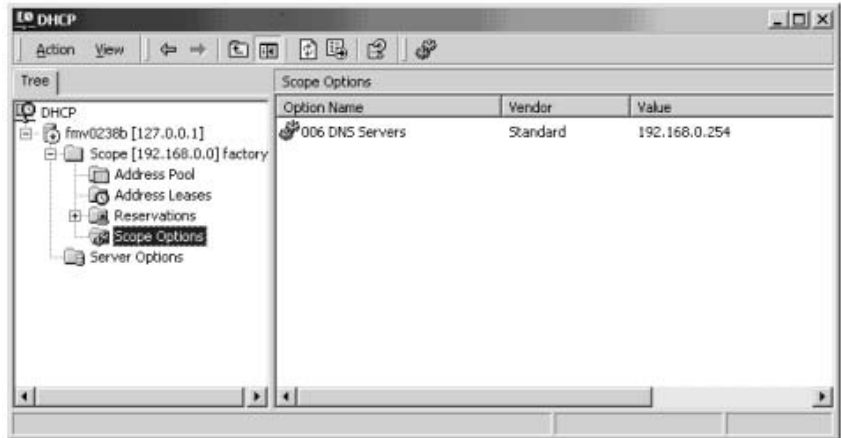 DHCP
Action View
Tree
Scope Options
DHCP
fmv0238b [127.0.0.1]
Scope [192.168.0.0] factory
Address Pool
Address Leases
Reservations
Scope Options
Server Options
Option Name Vendor Value
006 DNS Servers Standard 192.168.0.254